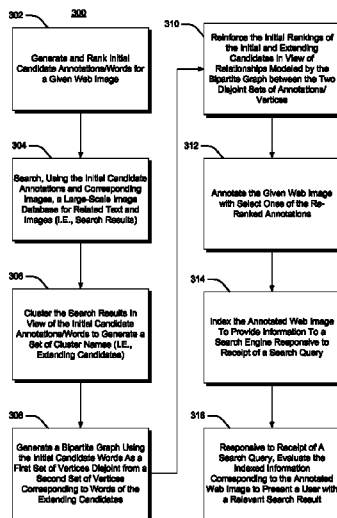 300
302
Generate and Rank Initial
Candidate Annotations/Words for
a Given Web Image
304
Search, Using the Initial Candidate
Annotations and Corresponding
Images, a Large-Scale Image
Database for Related Text and
Images (I.E., Search Results)
306
Cluster the Search Results In
View of the Initial Candidate
Annotations/Words to Generate a
Set of Cluster Names (I.E.,
Extending Candidates)
308
Generate a Bipartite Graph Using
the Initial Candidate Words As a
First Set of Vertices Disjoint from a
Second Set of Vertices
Corresponding to Words of the
Extending Candidates
310
Reinforce the Initial Rankings of
the Initial and Extending
Candidates In View of
Relationships Modeled by the
Bipartite Graph between the Two
Disjoint Sets of Annotations/
Vertices
312
Annotate the Given Web Image
with Select Ones of the Re-
Ranked Annotations
314
Index the Annotated Web Image
To Provide Information To a
Search Engine Responsive to
Receipt of a Search Query
316
Responsive to Receipt of A
Search Query, Evaluate the
Indexed Information
Corresponding to the Annotated
Web Image to Present a User with
a Relevant Search Result